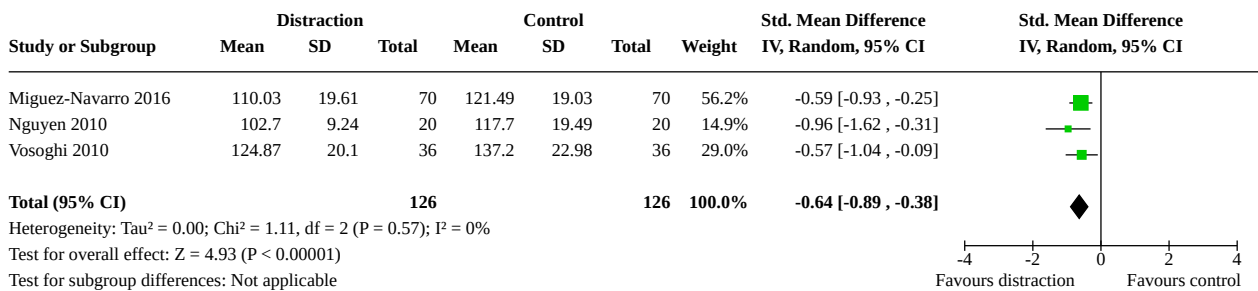 Distraction Control Std. Mean Difference Std. Mean Difference
Study or Subgroup Mean SD Total Mean SD Total Weight IV, Random, 95% CI IV, Random, 95% CI
Miguez-Navarro 2016 110.03 19.61 70 121.49 19.03 70 56.2% -0.59 [-0.93 , -0.25]
Nguyen 2010 102.7 9.24 20 117.7 19.49 20 14.9% -0.96 [-1.62 , -0.31]
Vosoghi 2010 124.87 20.1 36 137.2 22.98 36 29.0% -0.57 [-1.04 , -0.09]
Total (95% CI) 126 126 100.0% -0.64 [-0.89 , -0.38]
Heterogeneity: Tau² = 0.00; Chi² = 1.11, df = 2 (P = 0.57); I² = 0%
Test for overall effect: Z = 4.93 (P < 0.00001)
-4 -2 0 2 4
Test for subgroup differences: Not applicable
Favours distraction Favours control